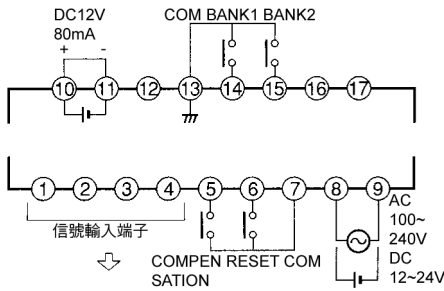 DC12V
80mA
+ -
COM BANK1 BANK2
10 11 12 13 14 15 16 17
1 2 3 4 5 6 7 8 9
信號輸入端子
COMPEN RESET COM
SATION
AC
100~
240V
DC
12~24V